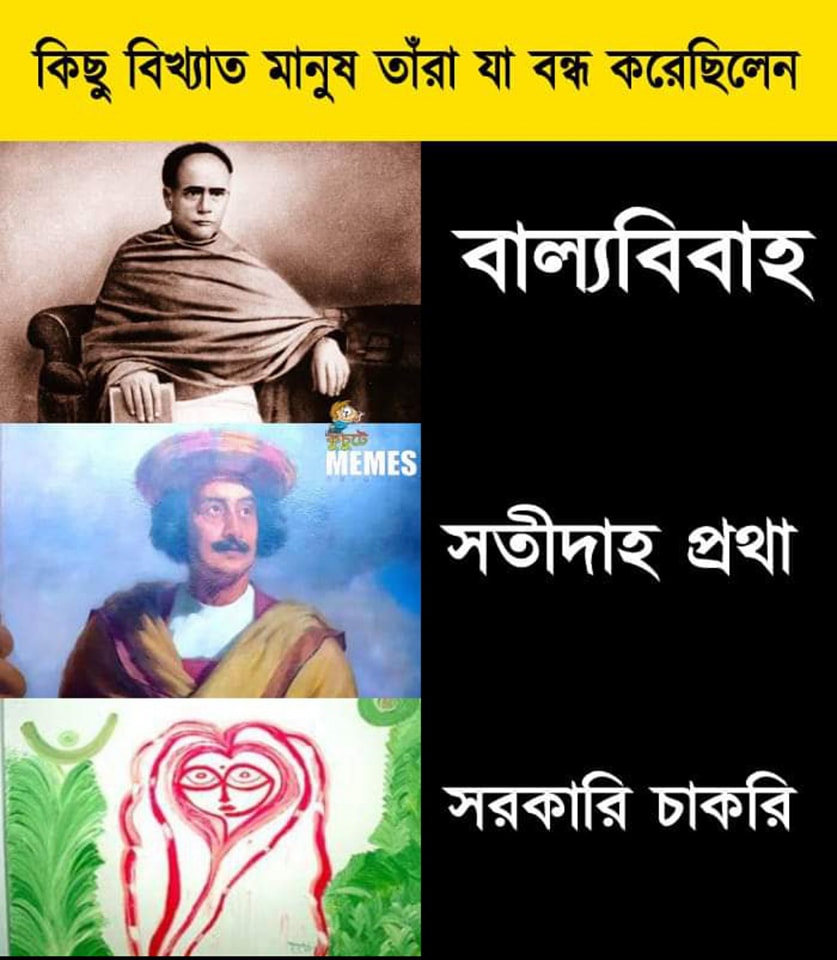 কিছু বিখ্যাত মানুষ তাঁরা যা বন্ধ করেছিলেন
বাল্যবিবাহ
কুচুটে
MEMES
সতীদাহ প্রথা
সরকারি চাকরি